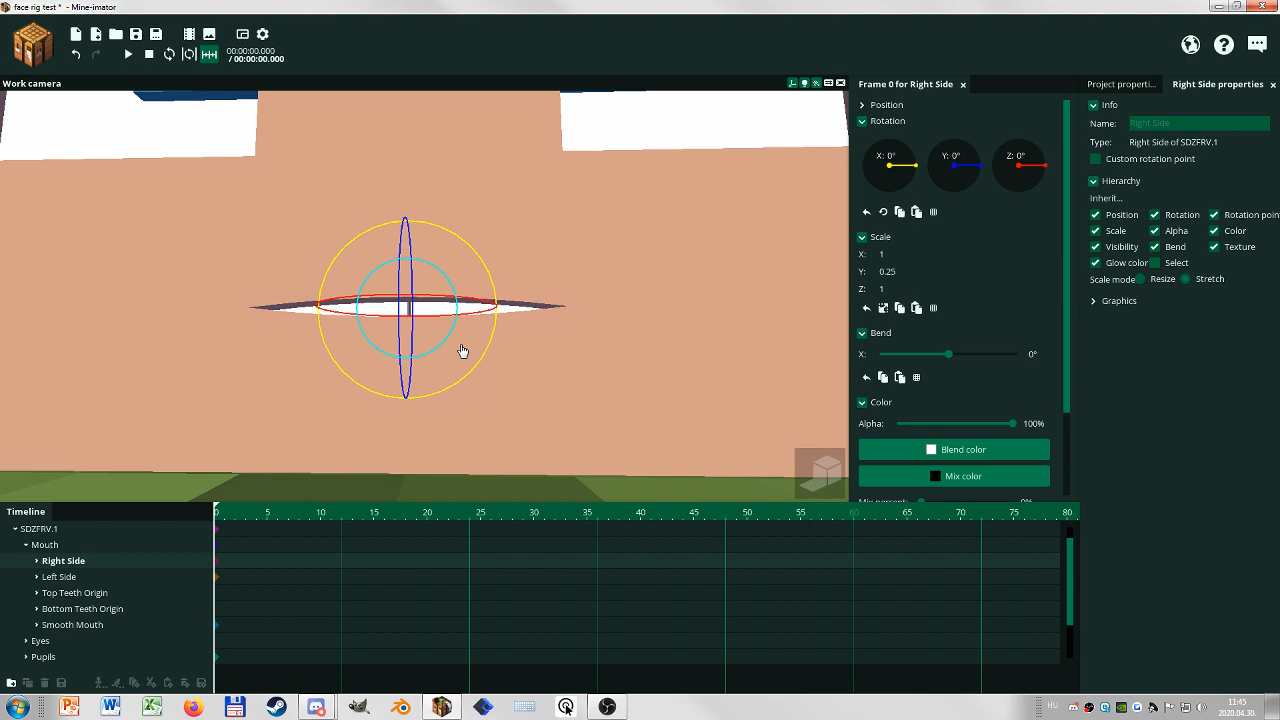 face rig test * - Mine-imator
00:00:00.000
/ 00:00:00.000
Work camera
Frame 0 for Right Side
Position
Rotation
X: 0°
Y: 0°
Z: 0°
Scale
X: 1
Y: 0.25
Z: 1
Bend
X: 0°
Color
Alpha: 100%
Blend color
Mix color
Mix percent: 0%
Project properti...
Right Side properties
Info
Name: Right Side
Type: Right Side of SDZFRV.1
Custom rotation point
Hierarchy
Inherit...
Position Rotation Rotation poin
Scale Alpha Color
Visibility Bend Texture
Glow color Select
Scale mode Resize Stretch
Graphics
Timeline
0 5 10 15 20 25 30 35 40 45 50 55 60 65 70 75 80
SDZFRV.1
Mouth
Right Side
Left Side
Top Teeth Origin
Bottom Teeth Origin
Smooth Mouth
Eyes
Pupils
HU
11:45
2020.04.30.